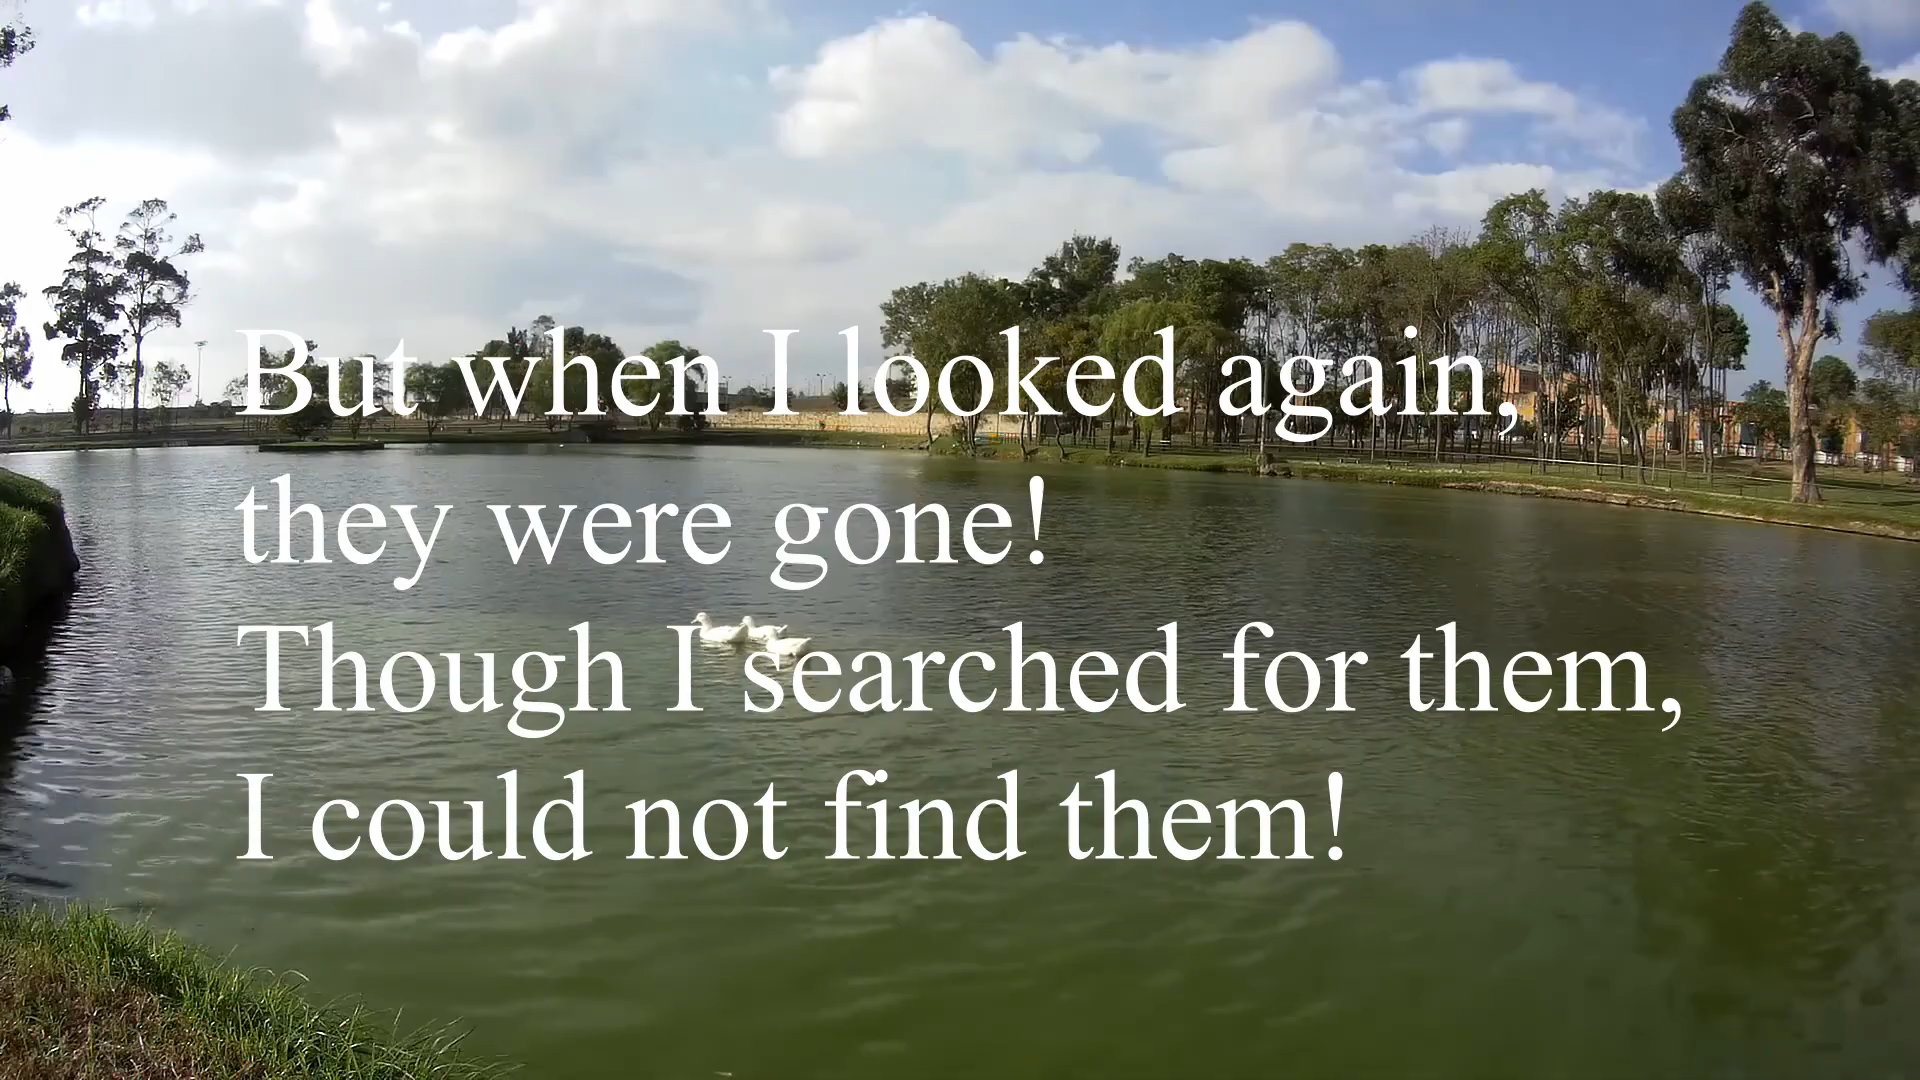 But when I looked again,
they were gone!
Though I searched for them,
I could not find them!